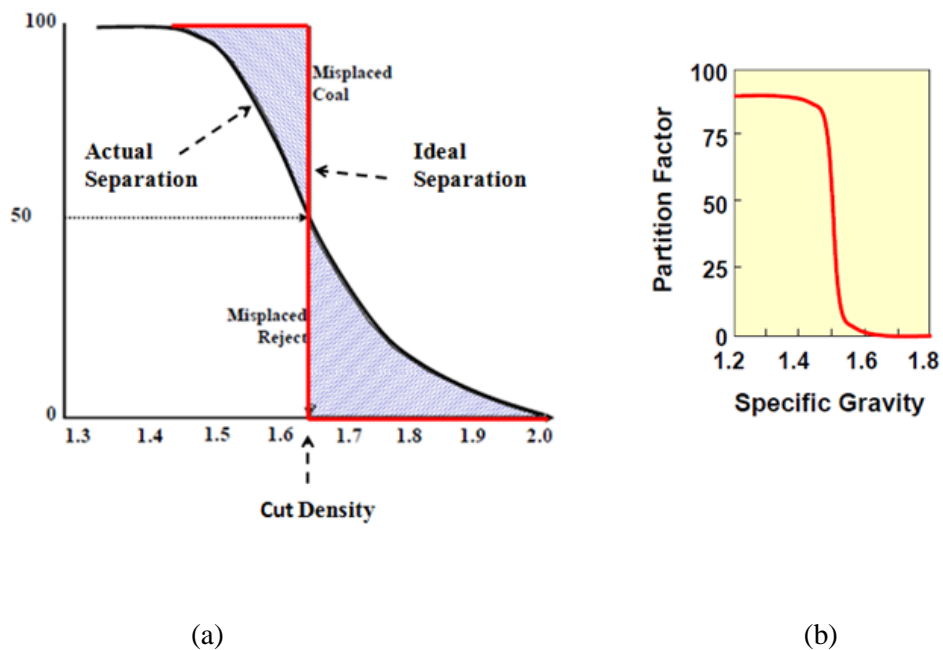 100
Misplaced
Coal
Actual
Separation
Ideal
Separation
50
Misplaced
Reject
0
1.3 1.4 1.5 1.6 1.7 1.8 1.9 2.0
Cut Density
(a)
Partition Factor
100
75
50
25
0
1.2 1.4 1.6 1.8
Specific Gravity
(b)